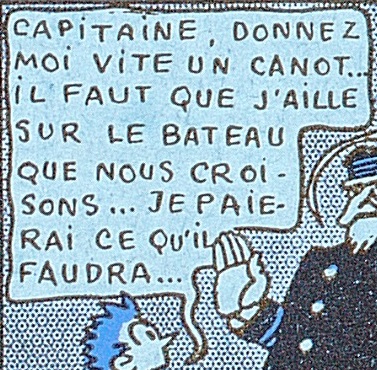 CAPITAINE, DONNEZ
MOI VITE UN CANOT...
IL FAUT QUE J'AILLE
SUR LE BATEAU
QUE NOUS CROI-
SONS... JE PAIE-
RAI CE QU'IL
FAUDRA...